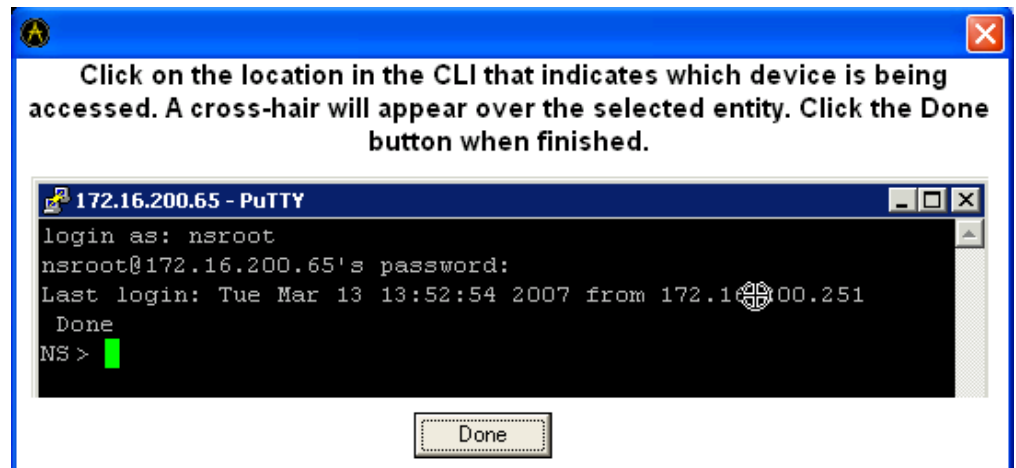 Click on the location in the CLI that indicates which device is being
accessed. A cross-hair will appear over the selected entity. Click the Done
button when finished.
172.16.200.65 - PuTTY
login as: nsroot
nsroot@172.16.200.65's password:
Last login: Tue Mar 13 13:52:54 2007 from
Done
NS >
Done